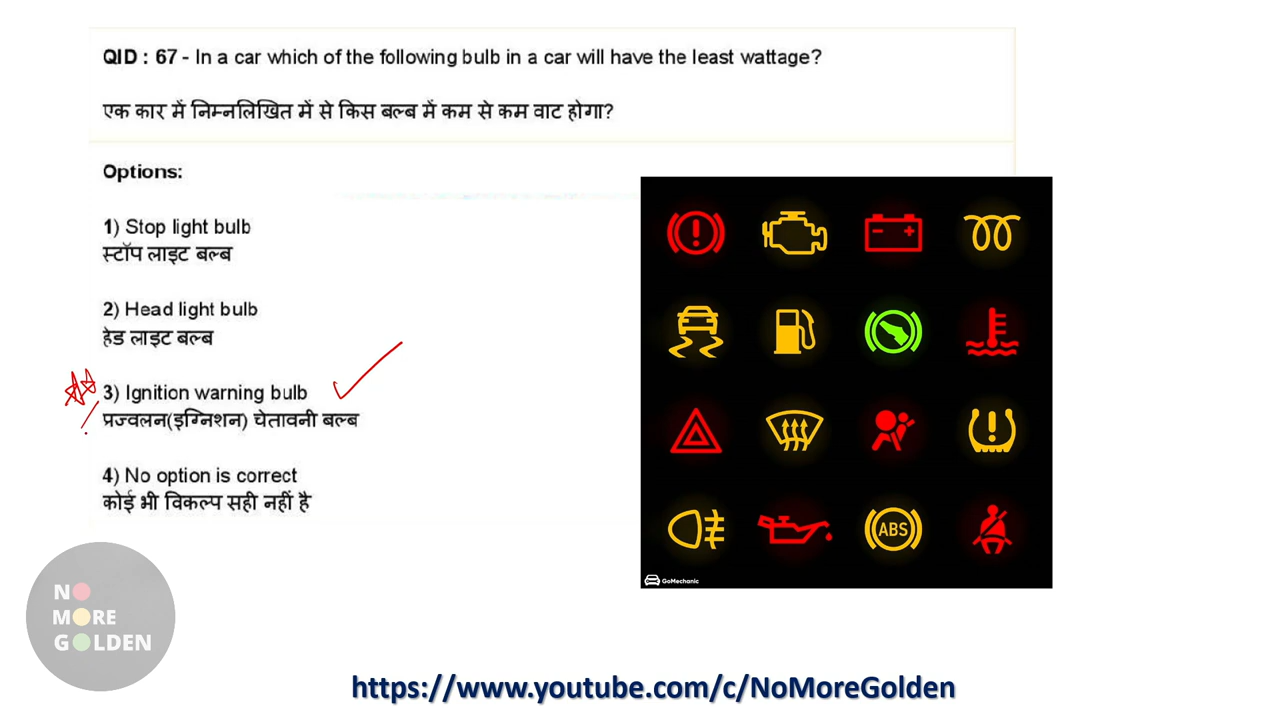 QID : 67 - In a car which of the following bulb in a car will have the least wattage?
एक कार में निम्नलिखित में से किस बल्ब में कम से कम वाट होगा?
Options:
1) Stop light bulb
स्टॉप लाइट बल्ब
2) Head light bulb
हेड लाइट बल्ब
3) Ignition warning bulb
प्रज्वलन(इग्निशन) चेतावनी बल्ब
4) No option is correct
कोई भी विकल्प सही नहीं है
ABS
GoMechanic
NO
MORE
GOLDEN
https://www.youtube.com/c/NoMoreGolden